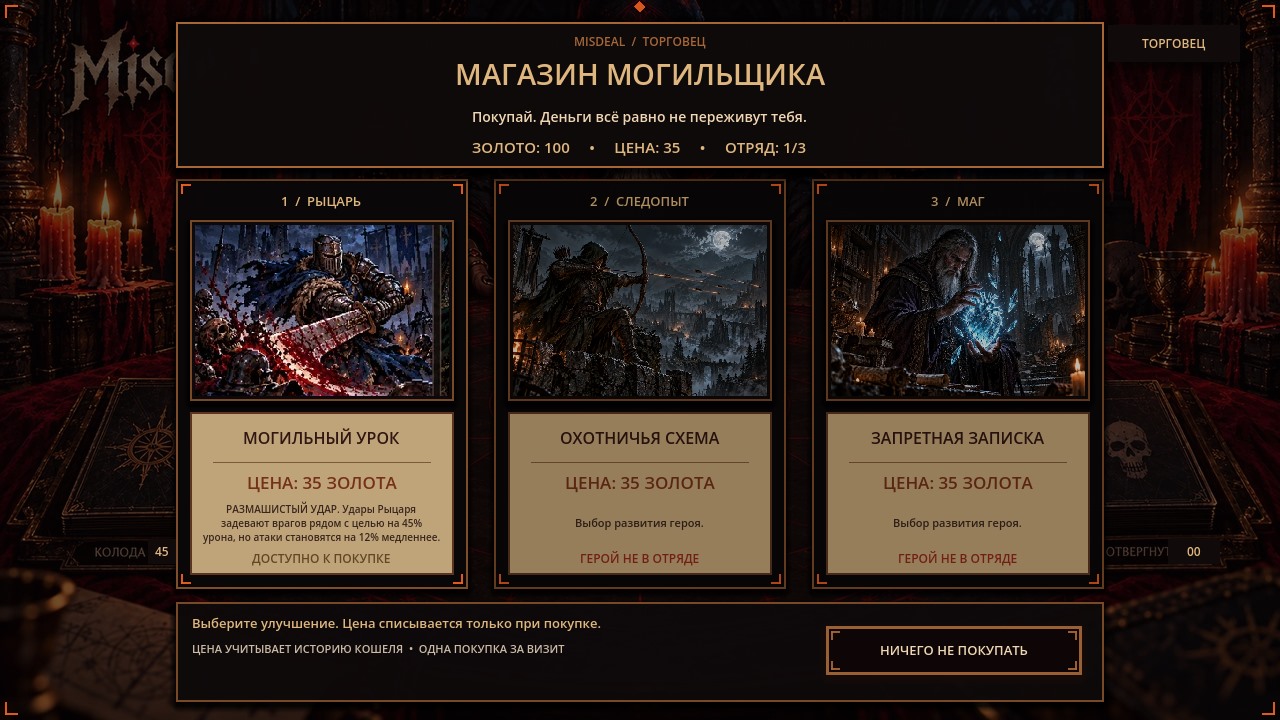 MISDEAL / ТОРГОВЕЦ
ТОРГОВЕЦ
МАГАЗИН МОГИЛЬЩИКА
Покупай. Деньги всё равно не переживут тебя.
ЗОЛОТО: 100 • ЦЕНА: 35 • ОТРЯД: 1/3
1 / РЫЦАРЬ
МОГИЛЬНЫЙ УРОК
ЦЕНА: 35 ЗОЛОТА
РАЗМАШИСТЫЙ УДАР. Удары Рыцаря
задевают врагов рядом с целью на 45%
урона, но атаки становятся на 12% медленнее.
ДОСТУПНО К ПОКУПКЕ
2 / СЛЕДОПЫТ
ОХОТНИЧЬЯ СХЕМА
ЦЕНА: 35 ЗОЛОТА
Выбор развития героя.
ГЕРОЙ НЕ В ОТРЯДЕ
3 / МАГ
ЗАПРЕТНАЯ ЗАПИСКА
ЦЕНА: 35 ЗОЛОТА
Выбор развития героя.
ГЕРОЙ НЕ В ОТРЯДЕ
КОЛОДА 45
ОТВЕРГНУТ 00
Выберите улучшение. Цена списывается только при покупке.
ЦЕНА УЧИТЫВАЕТ ИСТОРИЮ КОШЕЛЯ • ОДНА ПОКУПКА ЗА ВИЗИТ
НИЧЕГО НЕ ПОКУПАТЬ